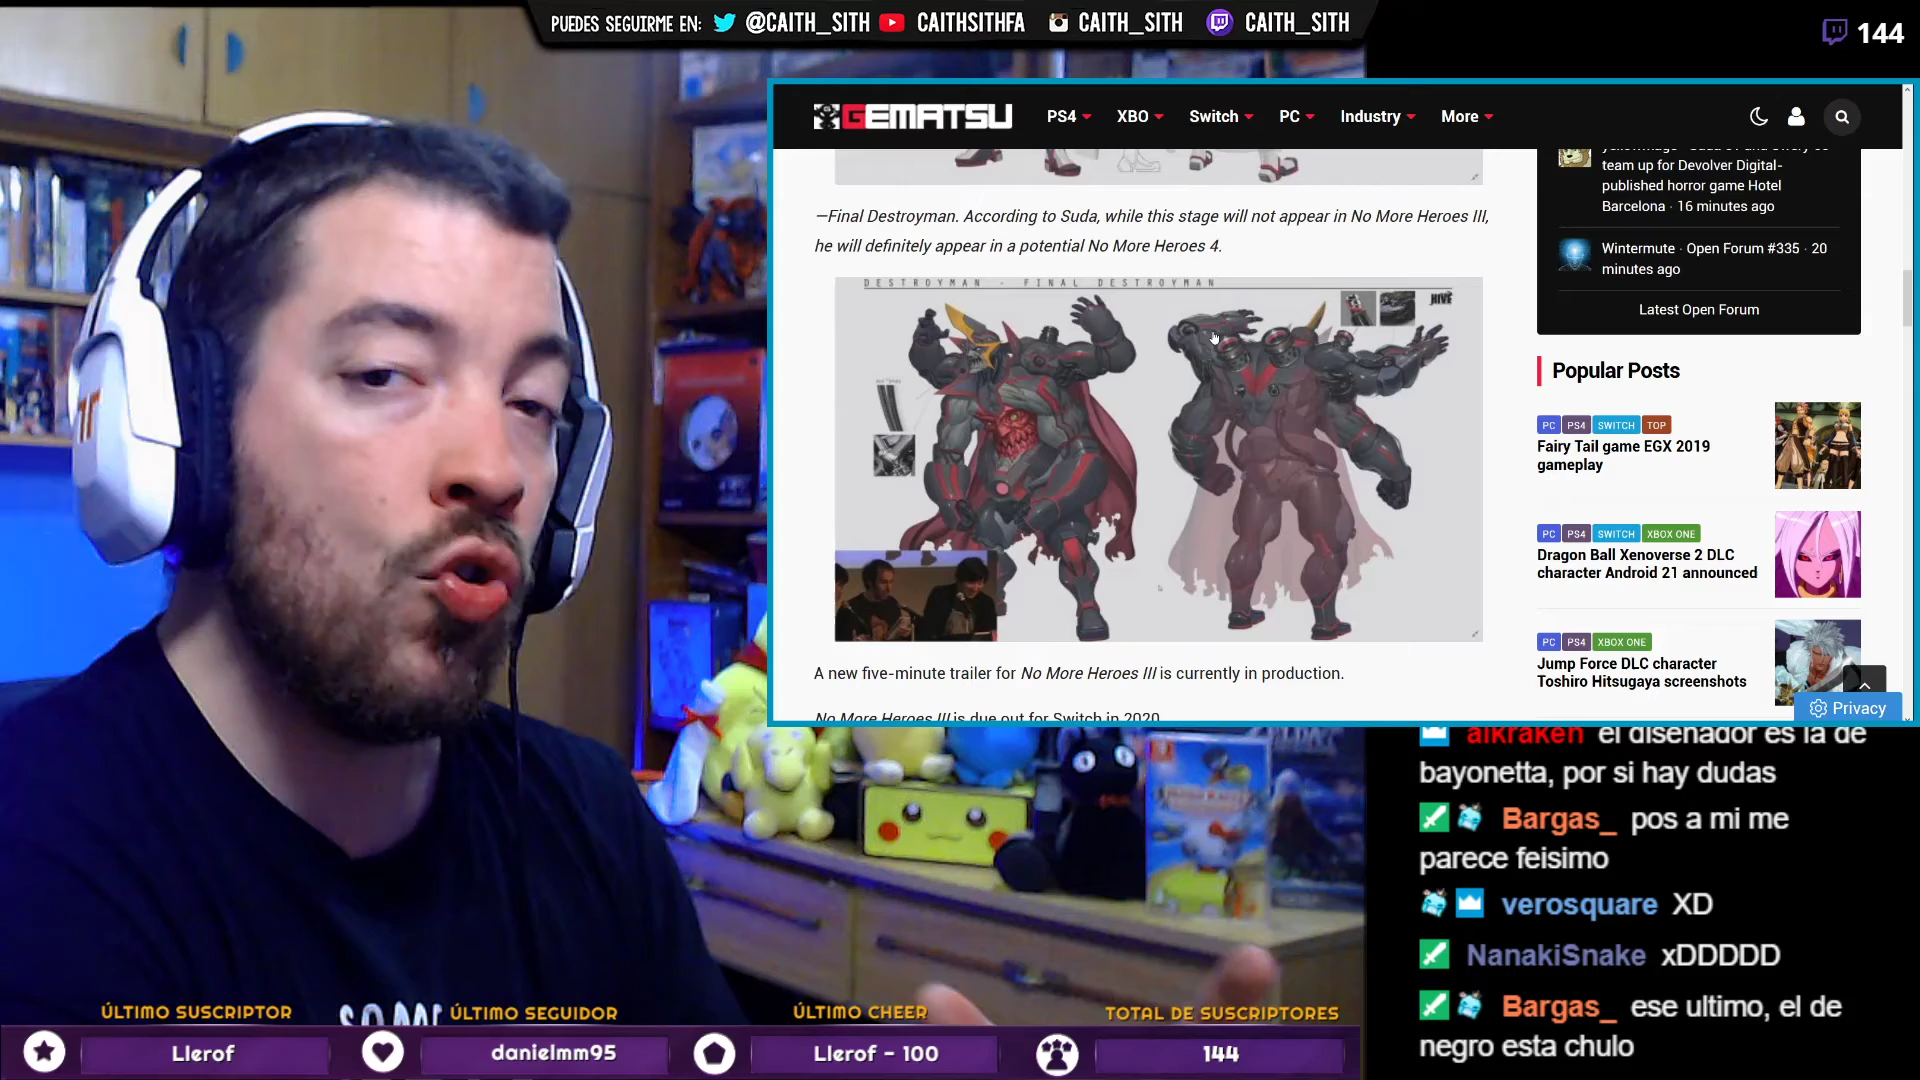 PUEDES SEGUIRME EN: @CAITH_SITH CAITHSITHFA CAITH_SITH CAITH_SITH
144
GEMATSU PS4 XBO Switch PC Industry More
—Final Destroyman. According to Suda, while this stage will not appear in No More Heroes III,
he will definitely appear in a potential No More Heroes 4.
DESTROYMAN - FINAL DESTROYMAN
HIVE
A new five-minute trailer for No More Heroes III is currently in production.
No More Heroes III is due out for Switch in 2020
team up for Devolver Digital-
published horror game Hotel
Barcelona · 16 minutes ago
Wintermute · Open Forum #335 · 20
minutes ago
Latest Open Forum
Popular Posts
PC PS4 SWITCH TOP
Fairy Tail game EGX 2019
gameplay
PC PS4 SWITCH XBOX ONE
Dragon Ball Xenoverse 2 DLC
character Android 21 announced
PC PS4 XBOX ONE
Jump Force DLC character
Toshiro Hitsugaya screenshots
Privacy
alkraken el diseñador es la de
bayonetta, por si hay dudas
Bargas_ pos a mi me
parece feisimo
verosquare XD
NanakiSnake xDDDDD
Bargas_ ese ultimo, el de
negro esta chulo
ÚLTIMO SUSCRIPTOR
Llerof
ÚLTIMO SEGUIDOR
danielmm95
ÚLTIMO CHEER
Llerof - 100
TOTAL DE SUSCRIPTORES
144